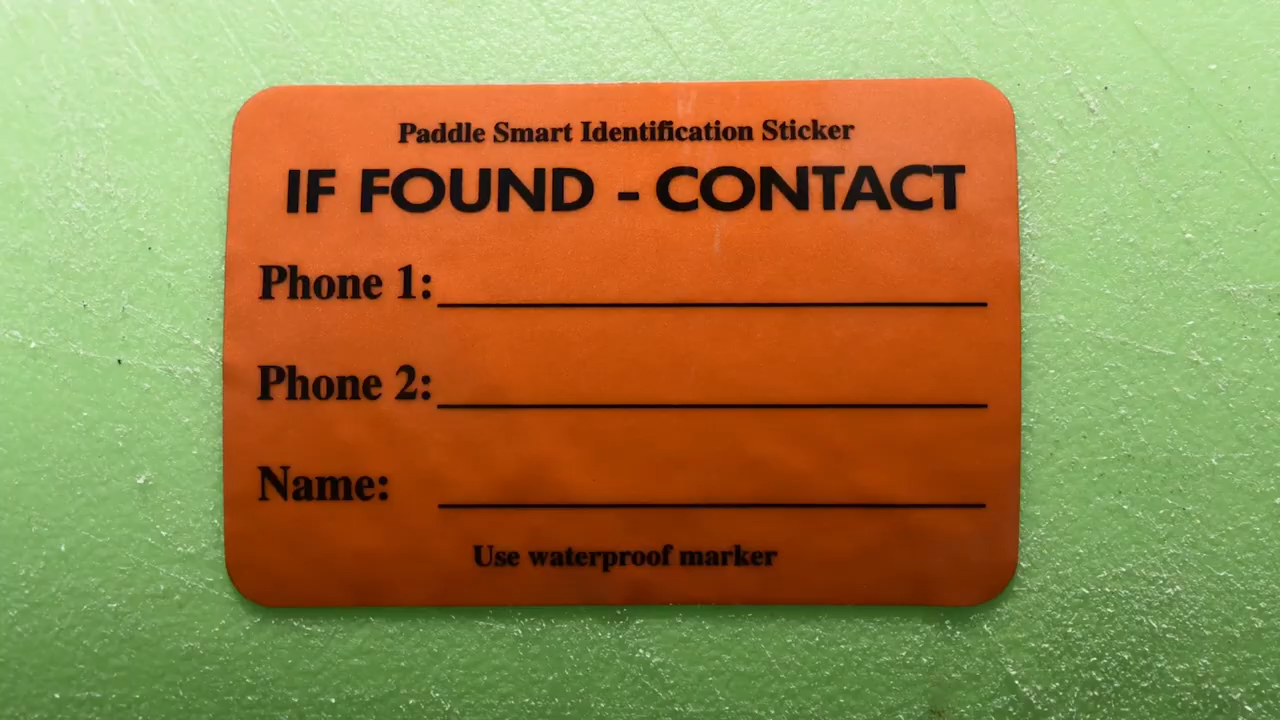 Paddle Smart Identification Sticker
IF FOUND - CONTACT
Phone 1:
Phone 2:
Name:
Use waterproof marker